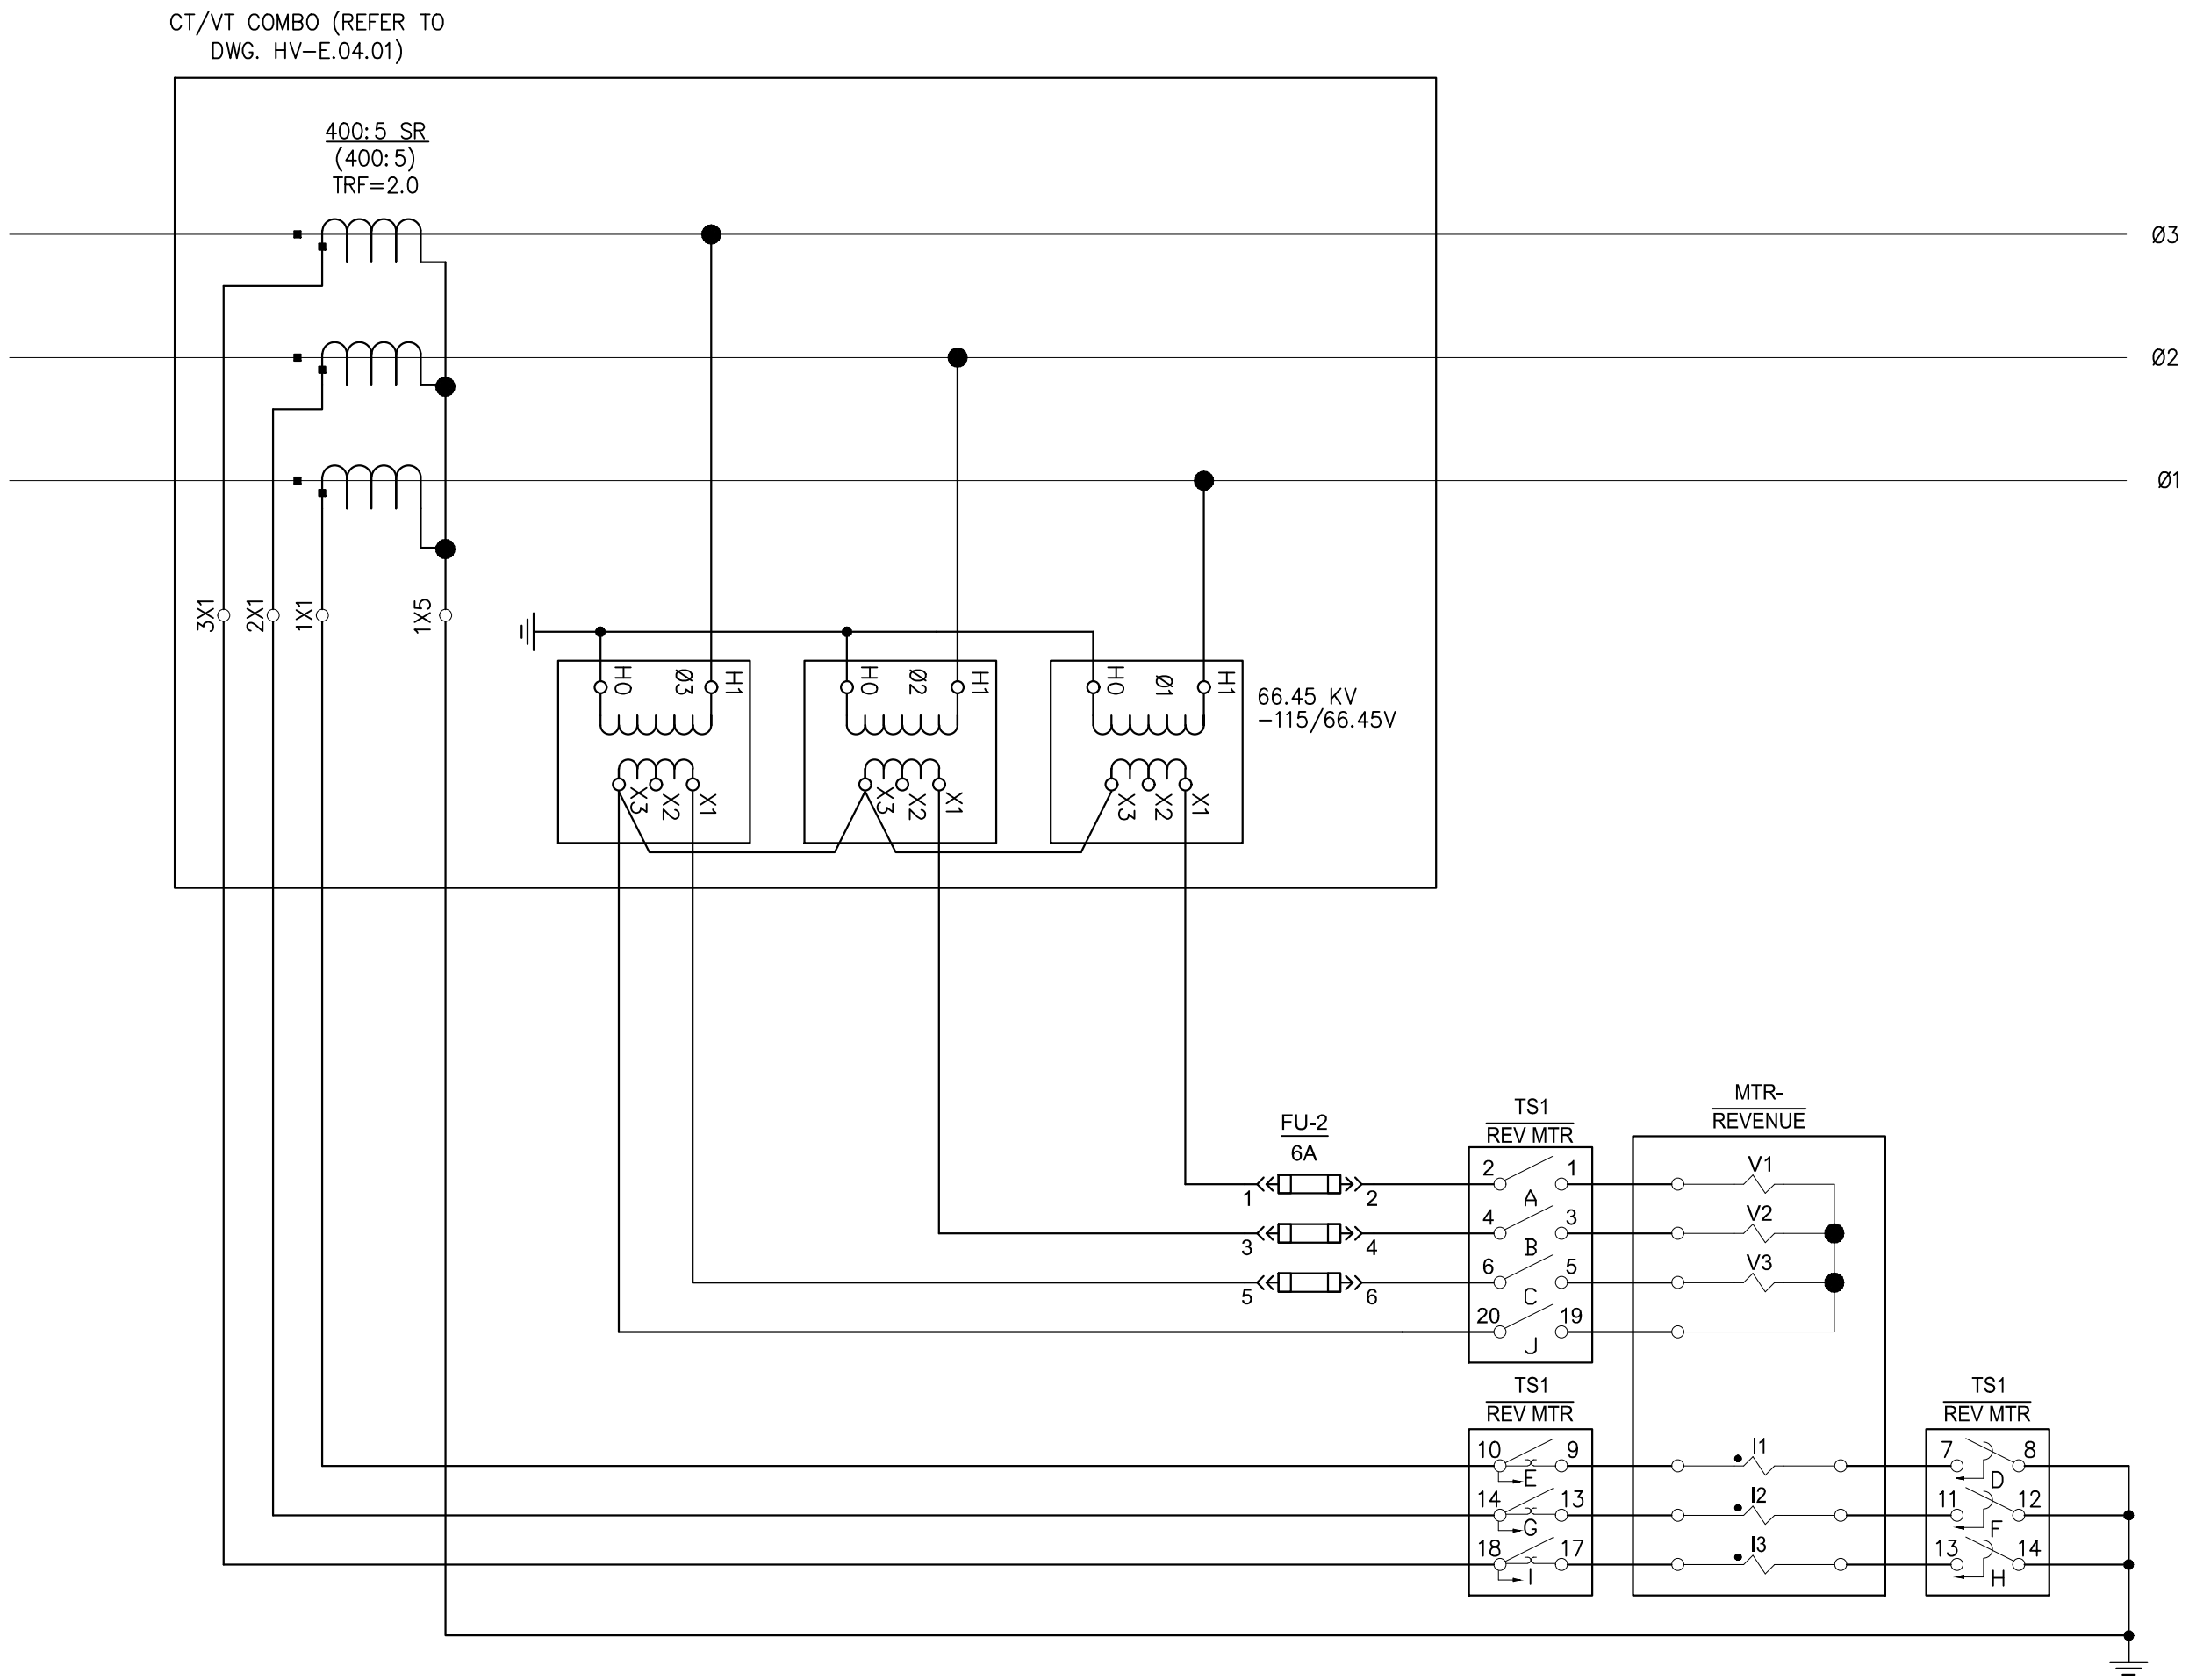 CT/VT COMBO (REFER TO
DWG. HV-E.04.01)
400:5 SR
(400:5)
TRF=2.0
Ø3
Ø2
Ø1
3X1
2X1
1X1
1X5
H0
Ø3
H1
H0
Ø2
H1
H0
Ø1
H1
66.45 KV
-115/66.45V
X3
X2
X1
X3
X2
X1
X3
X2
X1
FU-2
6A
1
2
3
4
5
6
TS1
REV MTR
2
1
A
4
3
B
6
5
C
20
19
J
MTR-
REVENUE
V1
V2
V3
TS1
REV MTR
10
9
E
14
13
G
18
17
I
I1
I2
I3
TS1
REV MTR
7
8
D
11
12
F
13
14
H